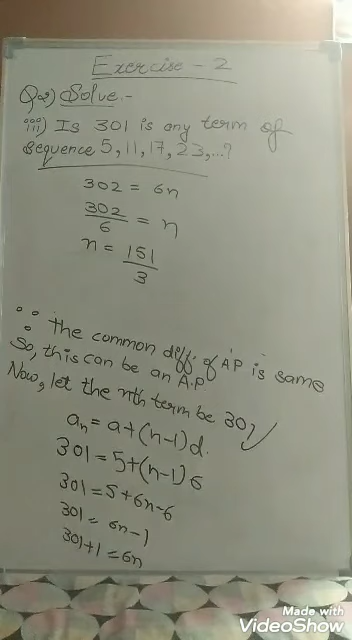 Exercise - 2
Q2) Solve:-
iii) Is 301 is any term of
sequence 5, 11, 17, 23, ...?
302 = 6n
302/6 = n
n = 151/3
∵ the common diff. of AP is same
So, this can be an A.P
Now, let the nth term be 301
an = a+(n-1)d.
301 = 5+(n-1)6
301 = 5+6n-6
301 = 6n-1
301+1 = 6n
Made with
VideoShow